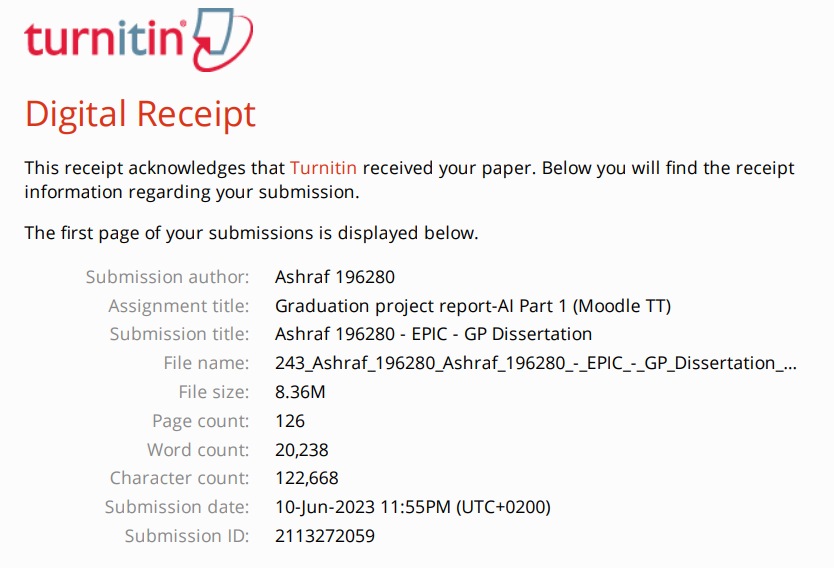 turnitin®
Digital Receipt
This receipt acknowledges that Turnitin received your paper. Below you will find the receipt
information regarding your submission.
The first page of your submissions is displayed below.
Submission author: Ashraf 196280
Assignment title: Graduation project report-AI Part 1 (Moodle TT)
Submission title: Ashraf 196280 - EPIC - GP Dissertation
File name: 243_Ashraf_196280_Ashraf_196280_-_EPIC_-_GP_Dissertation_...
File size: 8.36M
Page count: 126
Word count: 20,238
Character count: 122,668
Submission date: 10-Jun-2023 11:55PM (UTC+0200)
Submission ID: 2113272059